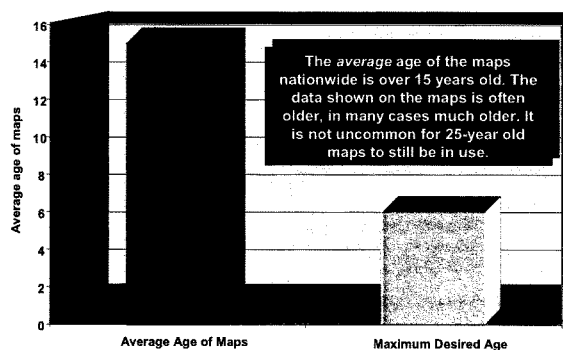 16
14
12
10
8
6
4
2
0
Average age of maps
The average age of the maps
nationwide is over 15 years old. The
data shown on the maps is often
older, in many cases much older. It
is not uncommon for 25-year old
maps to still be in use.
Average Age of Maps
Maximum Desired Age